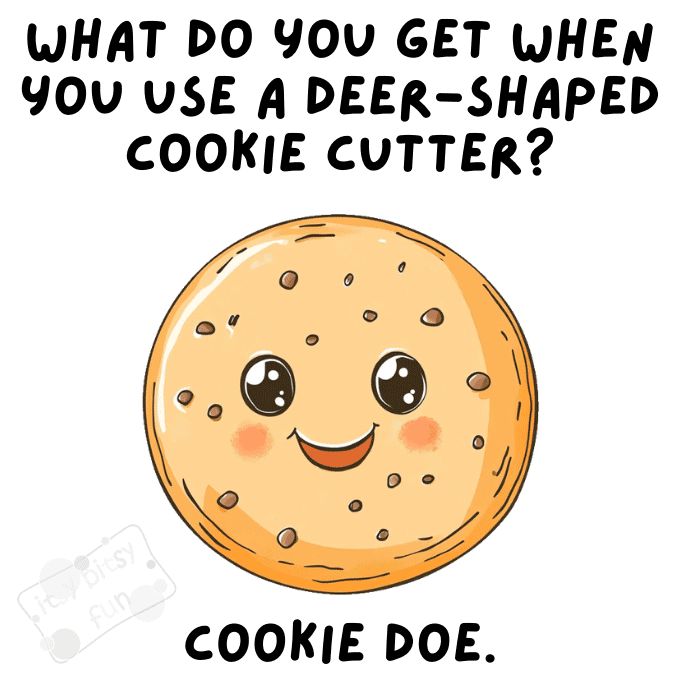 WHAT DO YOU GET WHEN
YOU USE A DEER-SHAPED
COOKIE CUTTER?
itsy bitsy
fun
COOKIE DOE.